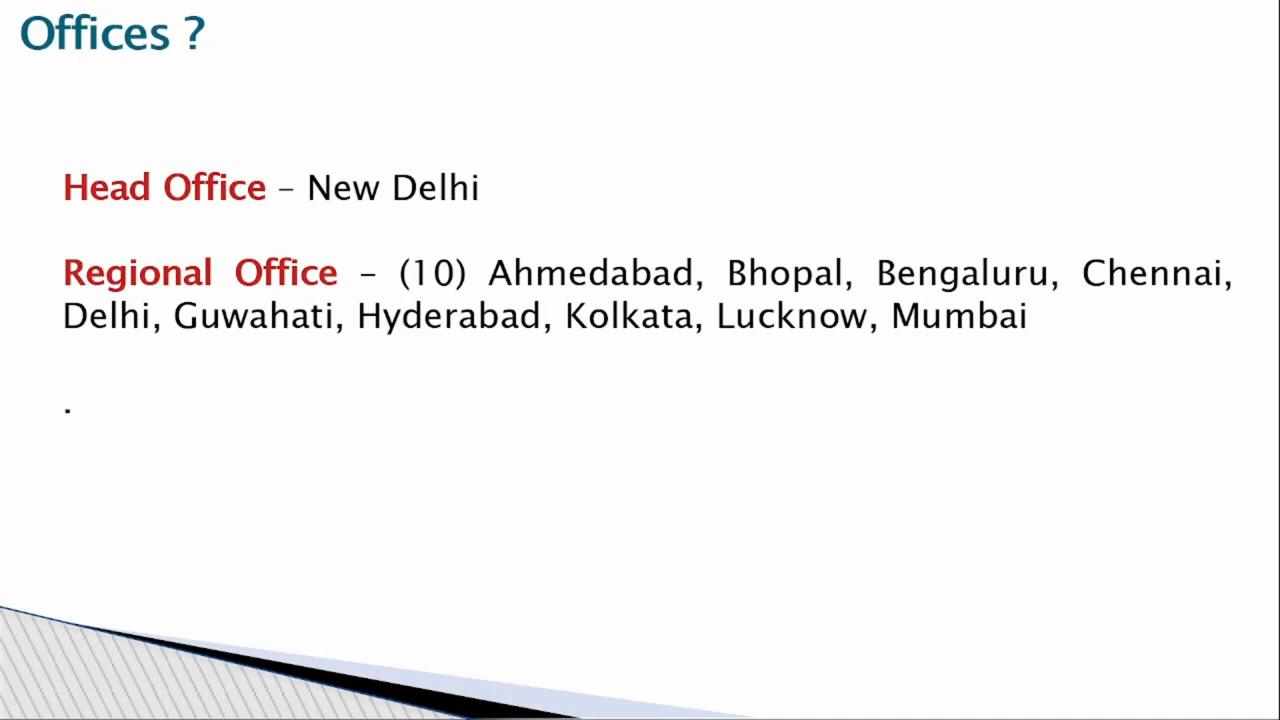 Offices ?
Head Office – New Delhi
Regional Office – (10) Ahmedabad, Bhopal, Bengaluru, Chennai,
Delhi, Guwahati, Hyderabad, Kolkata, Lucknow, Mumbai
.